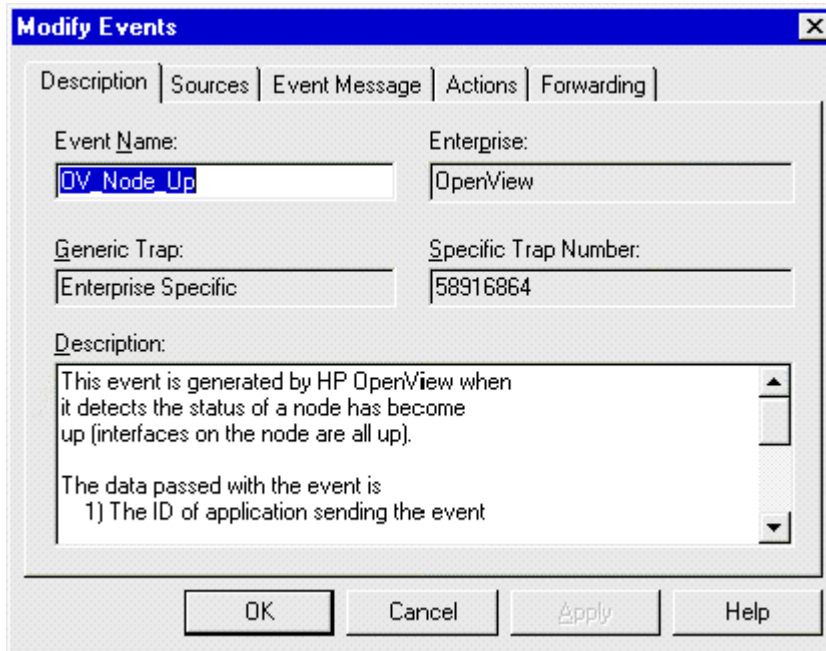 Modify Events
Description Sources Event Message Actions Forwarding
Event Name: Enterprise:
OV_Node_Up OpenView
Generic Trap: Specific Trap Number:
Enterprise Specific 58916864
Description:
This event is generated by HP OpenView when
it detects the status of a node has become
up (interfaces on the node are all up).
The data passed with the event is
1) The ID of application sending the event
OK Cancel Apply Help